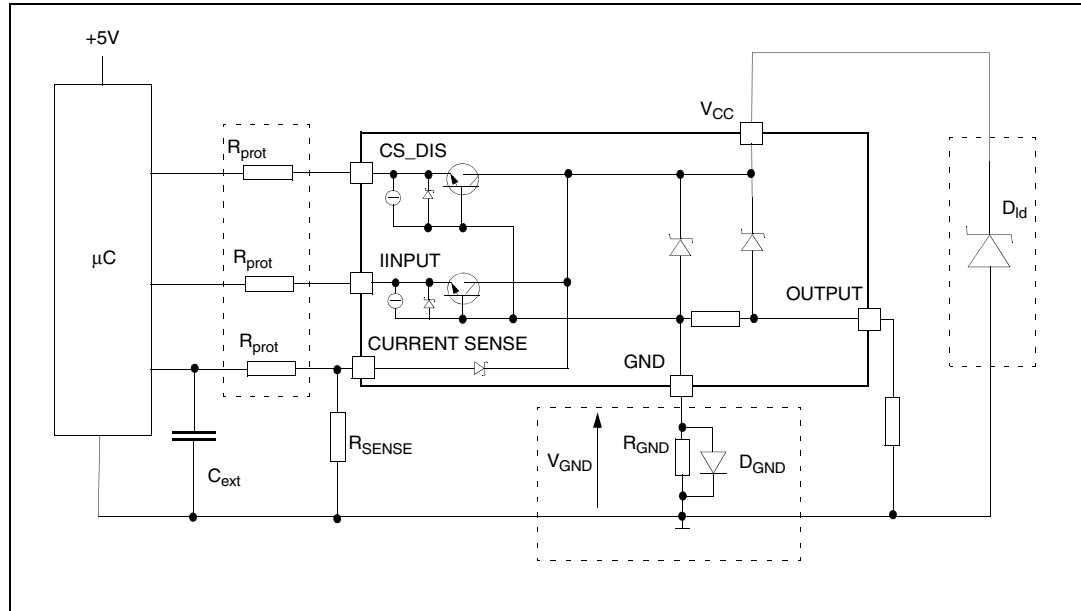 +5V
V_CC
R_prot
CS_DIS
D_ld
μC
R_prot
IINPUT
OUTPUT
R_prot
CURRENT SENSE
GND
R_SENSE
V_GND
R_GND
D_GND
C_ext